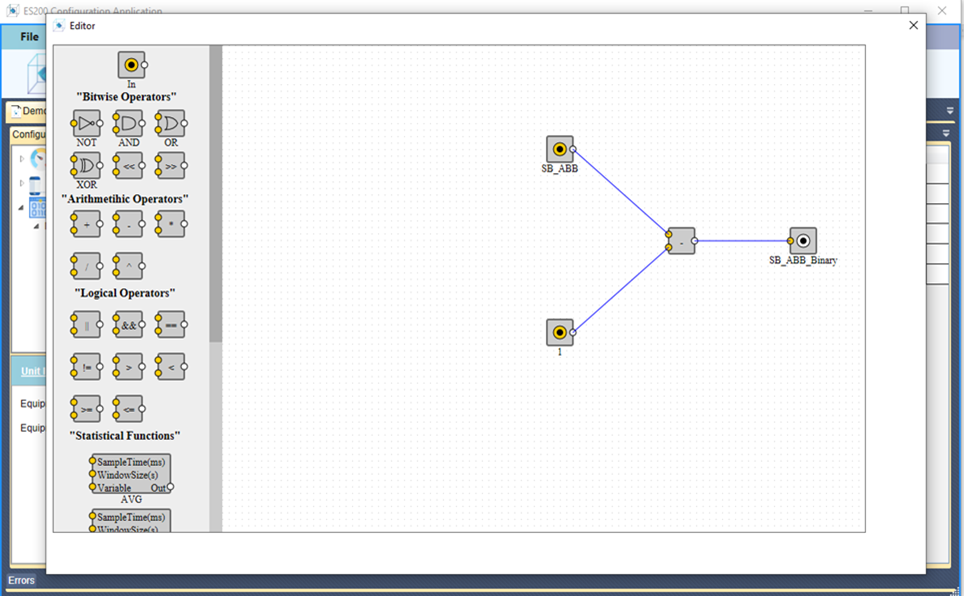 ES200 Configuration Application
Editor
File
Demo
Configu
Unit
Equip
Equip
Errors
In
"Bitwise Operators"
NOT AND OR
<< >>
XOR
"Arithmetihic Operators"
+ - *
/ ^
"Logical Operators"
|| && ==
!= > <
>= <=
"Statistical Functions"
SampleTime(ms)
WindowSize(s)
Variable Out
AVG
SampleTime(ms)
WindowSize(s)
SB_ABB
-
SB_ABB_Binary
1